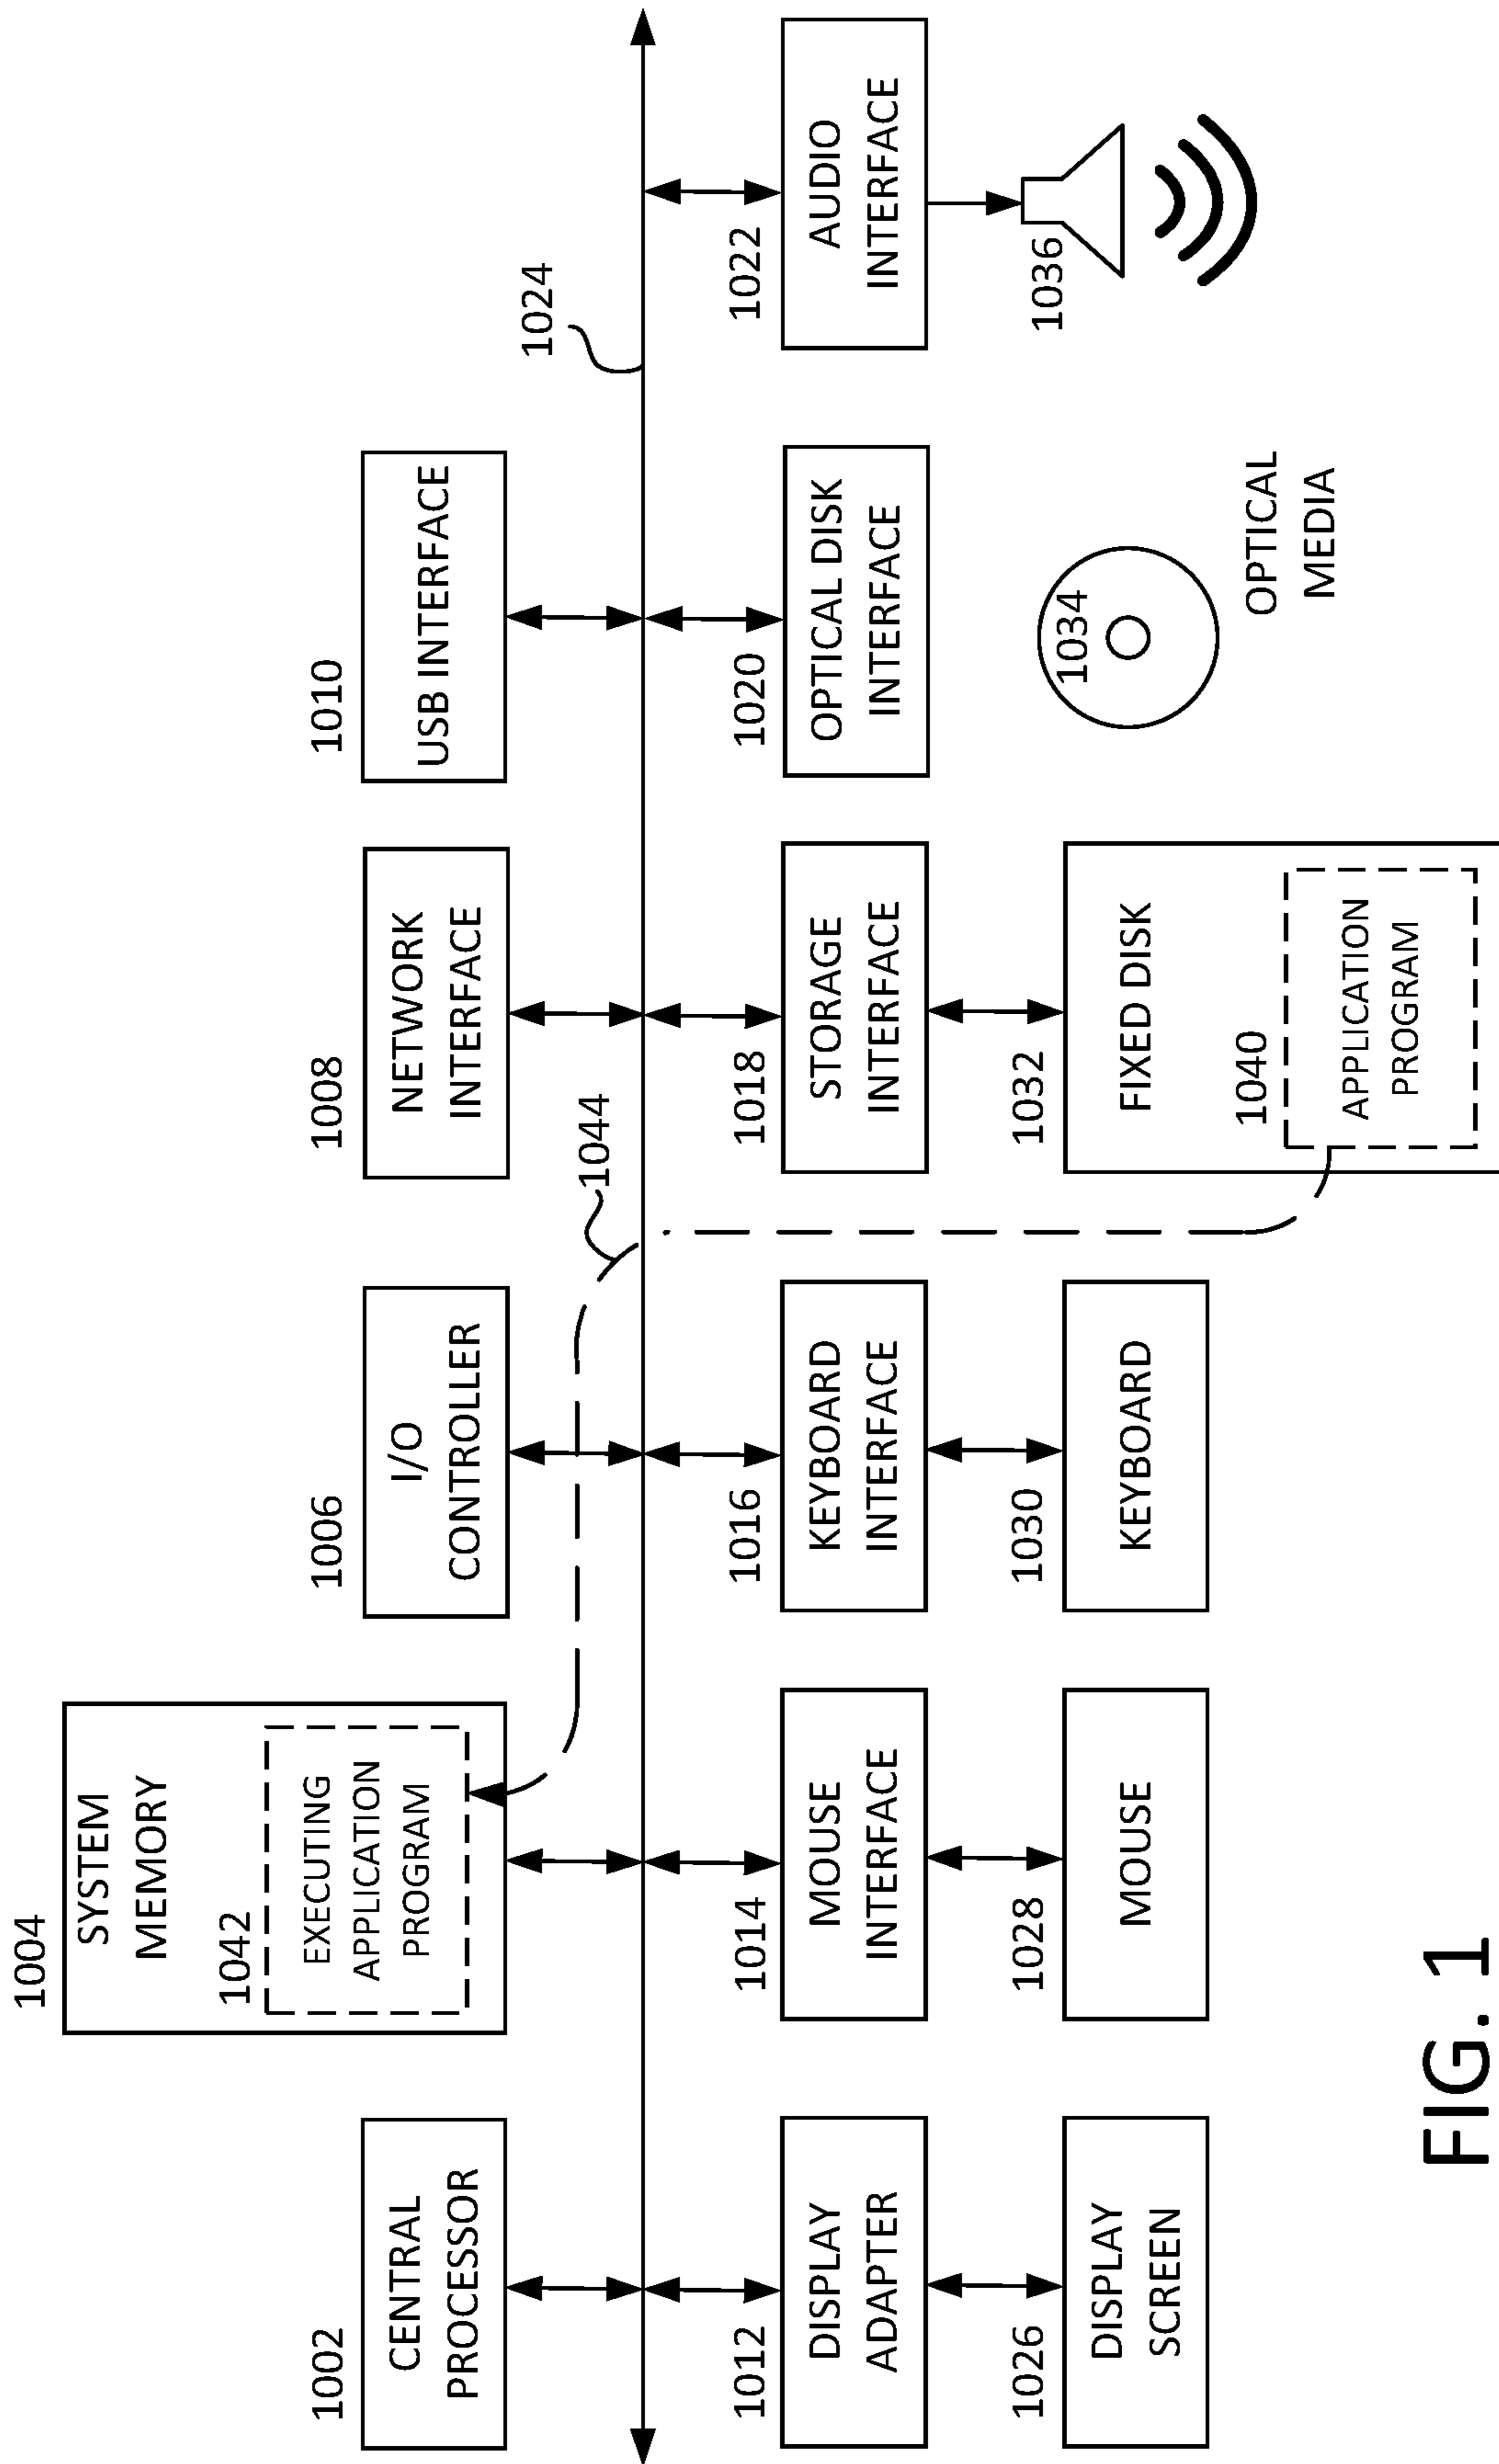 1004
SYSTEM
MEMORY
1042
EXECUTING
APPLICATION
PROGRAM
1002
CENTRAL
PROCESSOR
1006
I/O
CONTROLLER
1008
NETWORK
INTERFACE
1010
USB INTERFACE
1044
1024
1012
DISPLAY
ADAPTER
1014
MOUSE
INTERFACE
1016
KEYBOARD
INTERFACE
1018
STORAGE
INTERFACE
1020
OPTICAL DISK
INTERFACE
1022
AUDIO
INTERFACE
1026
DISPLAY
SCREEN
1028
MOUSE
1030
KEYBOARD
1032
FIXED DISK
1040
APPLICATION
PROGRAM
1034
OPTICAL
MEDIA
1036
FIG. 1